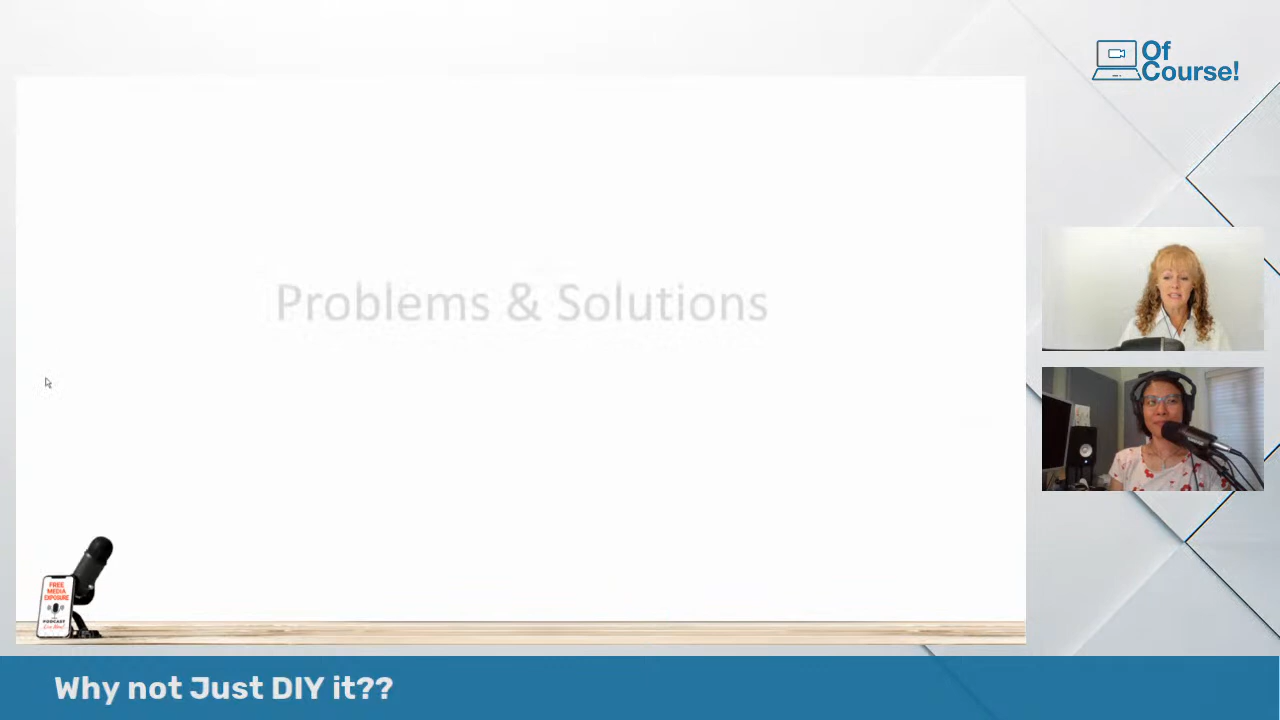 Of
Course!
Problems & Solutions
FREE
MEDIA
EXPOSURE
PODCAST
Why not Just DIY it??